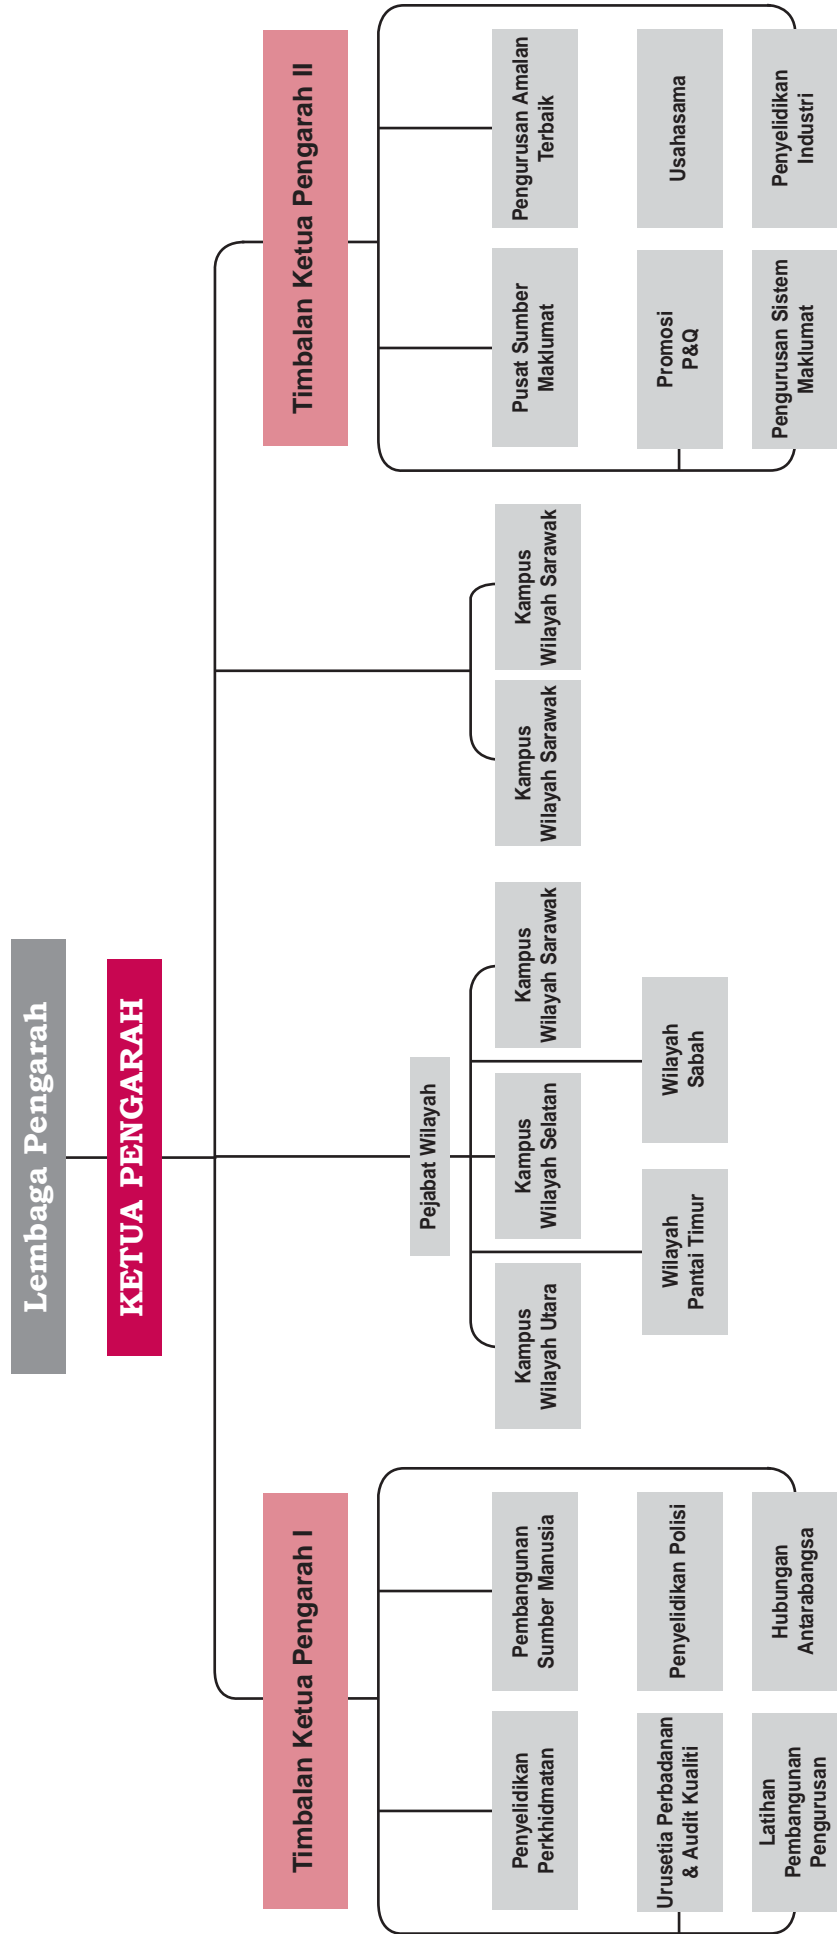 Lembaga Pengarah
KETUA PENGARAH
Timbalan Ketua Pengarah I
Timbalan Ketua Pengarah II
Pejabat Wilayah
Penyelidikan
Perkhidmatan
Pembangunan
Sumber Manusia
Urusetia Perbadanan
& Audit Kualiti
Penyelidikan Polisi
Latihan
Pembangunan
Pengurusan
Hubungan
Antarabangsa
Kampus
Wilayah Utara
Kampus
Wilayah Selatan
Kampus
Wilayah Sarawak
Wilayah
Pantai Timur
Wilayah
Sabah
Kampus
Wilayah Sarawak
Kampus
Wilayah Sarawak
Pusat Sumber
Maklumat
Pengurusan Amalan
Terbaik
Promosi
P&Q
Usahasama
Pengurusan Sistem
Maklumat
Penyelidikan
Industri